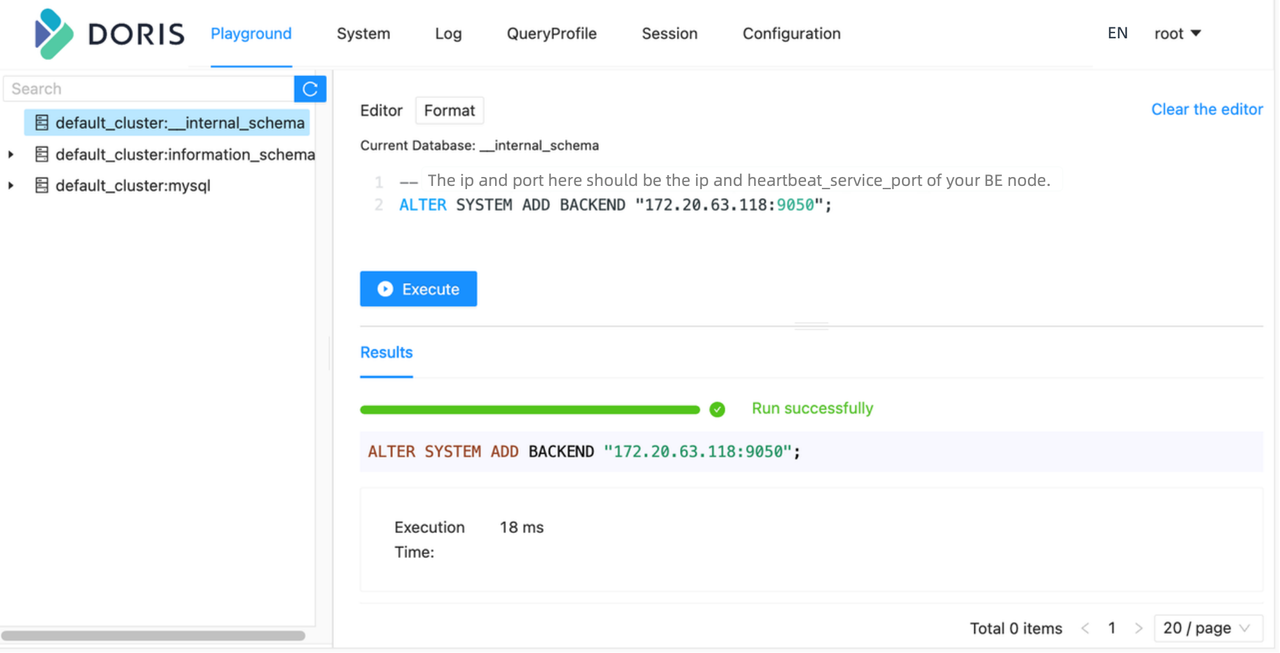 DORIS
Playground System Log QueryProfile Session Configuration EN root
Search
default_cluster:__internal_schema
default_cluster:information_schema
default_cluster:mysql
Editor Format Clear the editor
Current Database: __internal_schema
1 -- The ip and port here should be the ip and heartbeat_service_port of your BE node.
2 ALTER SYSTEM ADD BACKEND "172.20.63.118:9050";
Execute
Results
Run successfully
ALTER SYSTEM ADD BACKEND "172.20.63.118:9050";
Execution 18 ms
Time:
Total 0 items < 1 > 20 / page